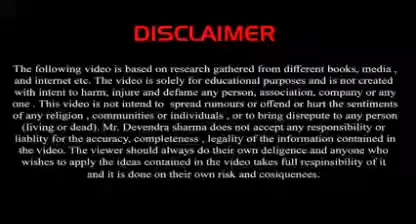 DISCLAIMER
The following video is based on research gathered from different books, media ,
and internet etc. The video is solely for educational purposes and is not created
with intent to harm, injure and defame any person, association, company or any
one . This video is not intend to  spread rumours or offend or hurt the sentiments
of any religion , communities or individuals , or to bring disrepute to any person
(living or dead). Mr. Devendra sharma does not accept any responsibility or
liablity for the accuracy, completeness , legality of the information contained in
the video. The viewer should always do their own deligence and anyone who
wishes to apply the ideas contained in the video takes full respinsibility of it
and it is done on their own risk and cosiquences.